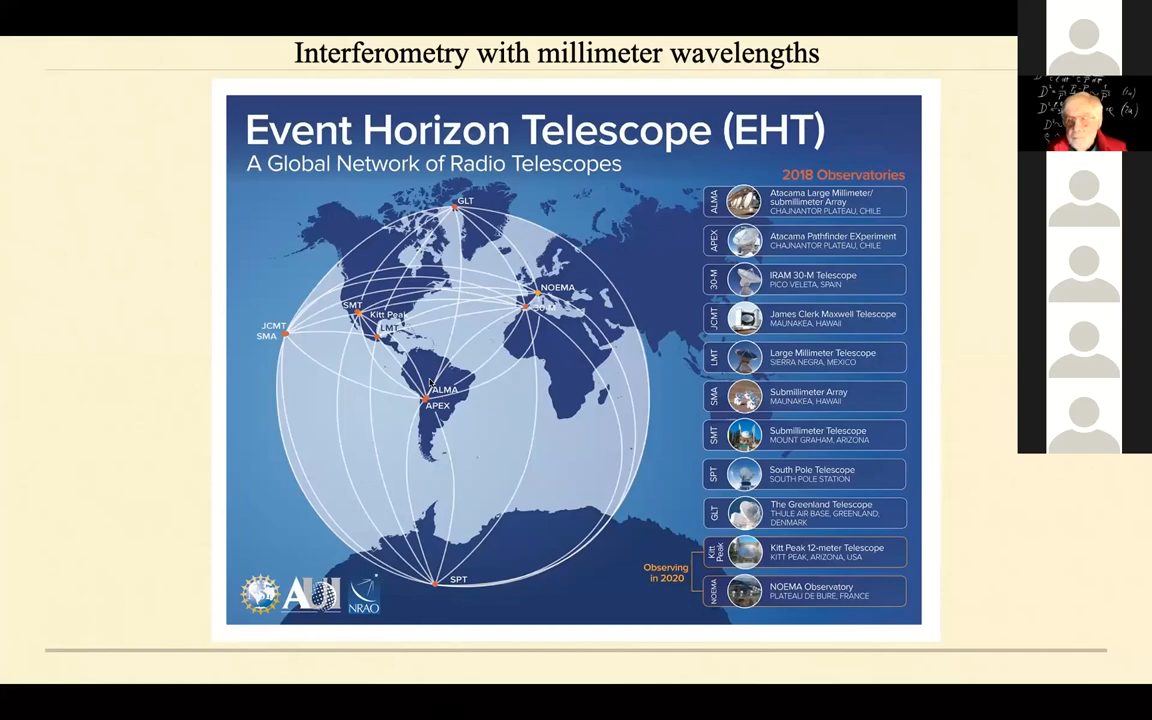 Interferometry with millimeter wavelengths
Event Horizon Telescope (EHT)
A Global Network of Radio Telescopes
2018 Observatories
GLT
NOEMA
30-M
SMT
Kitt Peak
LMT
JCMT
SMA
ALMA
APEX
SPT
ALMA
Atacama Large Millimeter/
submillimeter Array
CHAJNANTOR PLATEAU, CHILE
APEX
Atacama Pathfinder EXperiment
CHAJNANTOR PLATEAU, CHILE
30-M
IRAM 30-M Telescope
PICO VELETA, SPAIN
JCMT
James Clerk Maxwell Telescope
MAUNAKEA, HAWAII
LMT
Large Millimeter Telescope
SIERRA NEGRA, MEXICO
SMA
Submillimeter Array
MAUNAKEA, HAWAII
SMT
Submillimeter Telescope
MOUNT GRAHAM, ARIZONA
SPT
South Pole Telescope
SOUTH POLE STATION
GLT
The Greenland Telescope
THULE AIR BASE, GREENLAND,
DENMARK
Observing
in 2020
Kitt
Peak
Kitt Peak 12-meter Telescope
KITT PEAK, ARIZONA, USA
NOEMA
NOEMA Observatory
PLATEAU DE BURE, FRANCE
NSF
AUI
NRAO